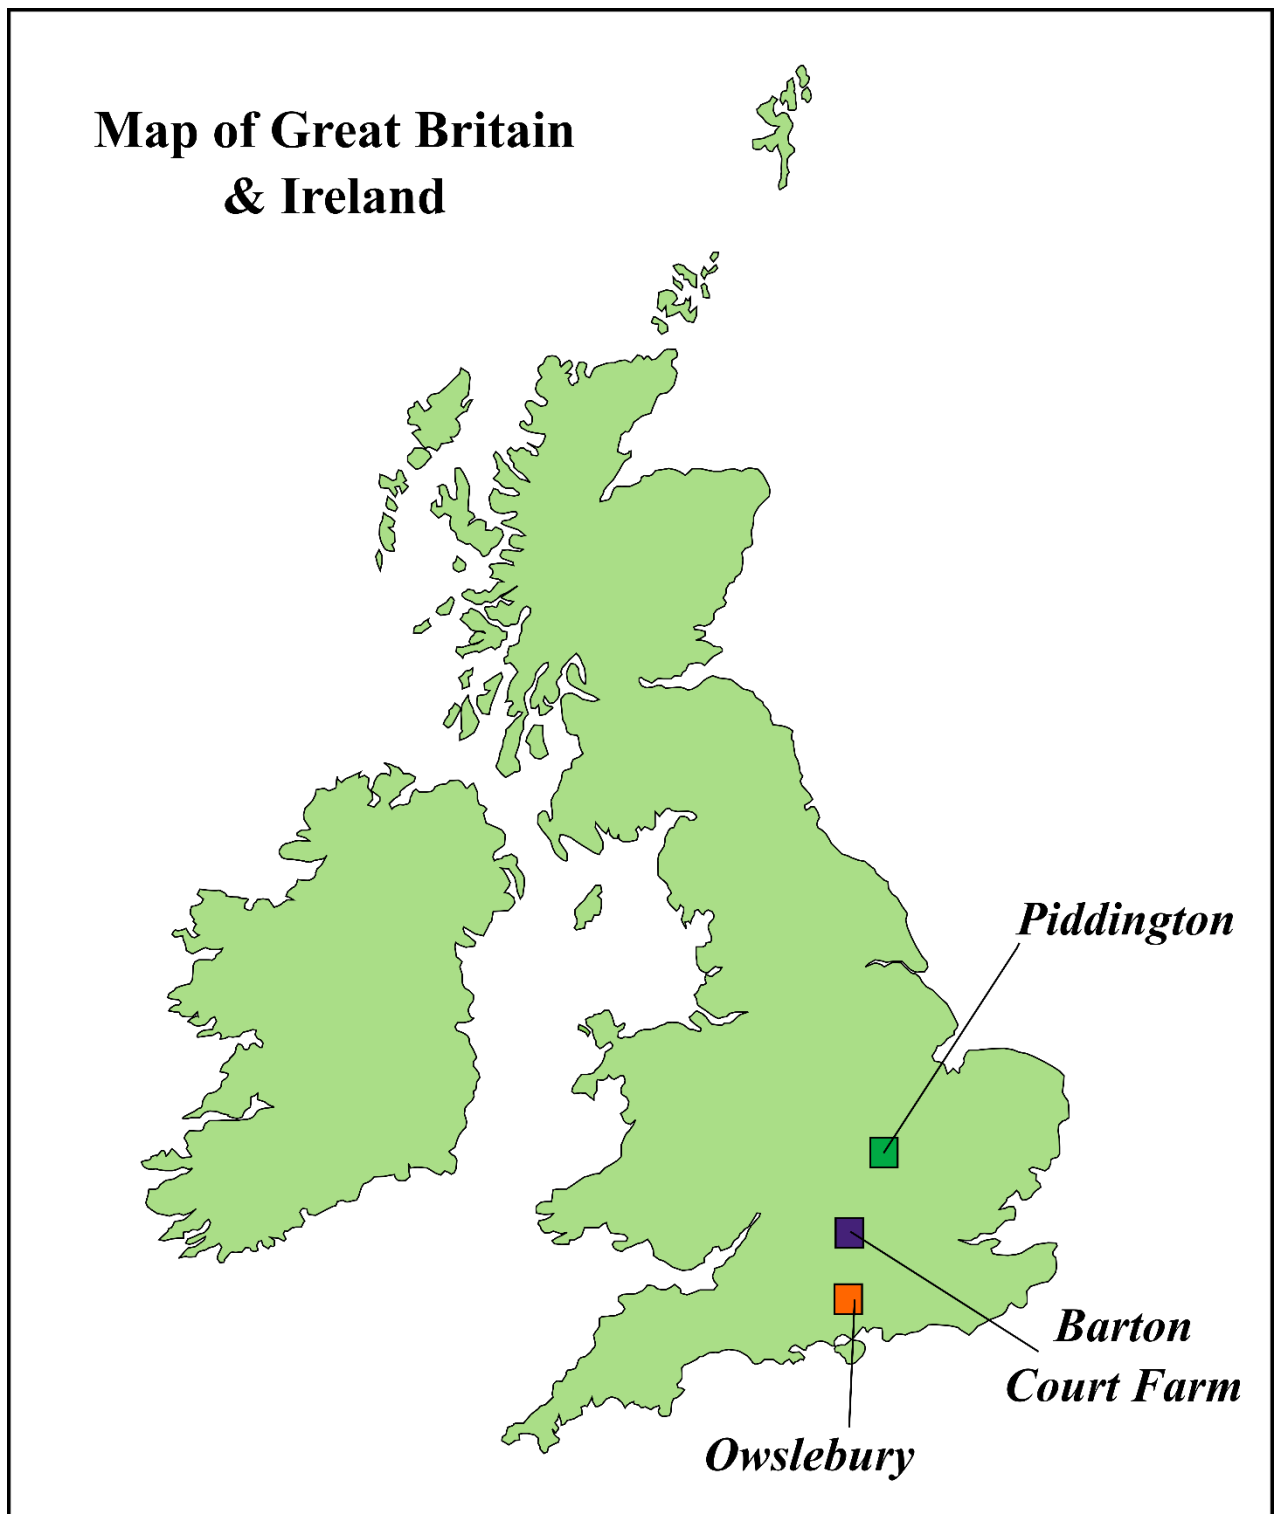 Map of Great Britain
& Ireland
Piddington
Barton
Court Farm
Owslebury